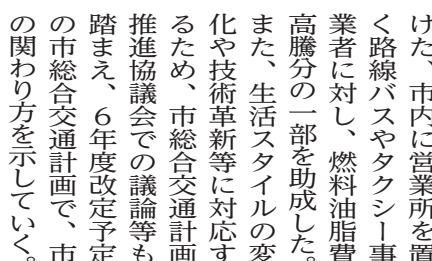 けた、市内に営業所を置
く路線バスやタクシー事
業者に対し、燃料油脂費
高騰分の一部を助成した。
また、生活スタイルの変
化や技術革新等に対応す
るため、市総合交通計画
推進協議会での議論等も
踏まえ、6年度改定予定
の市総合交通計画で、市
の関わり方を示していく。